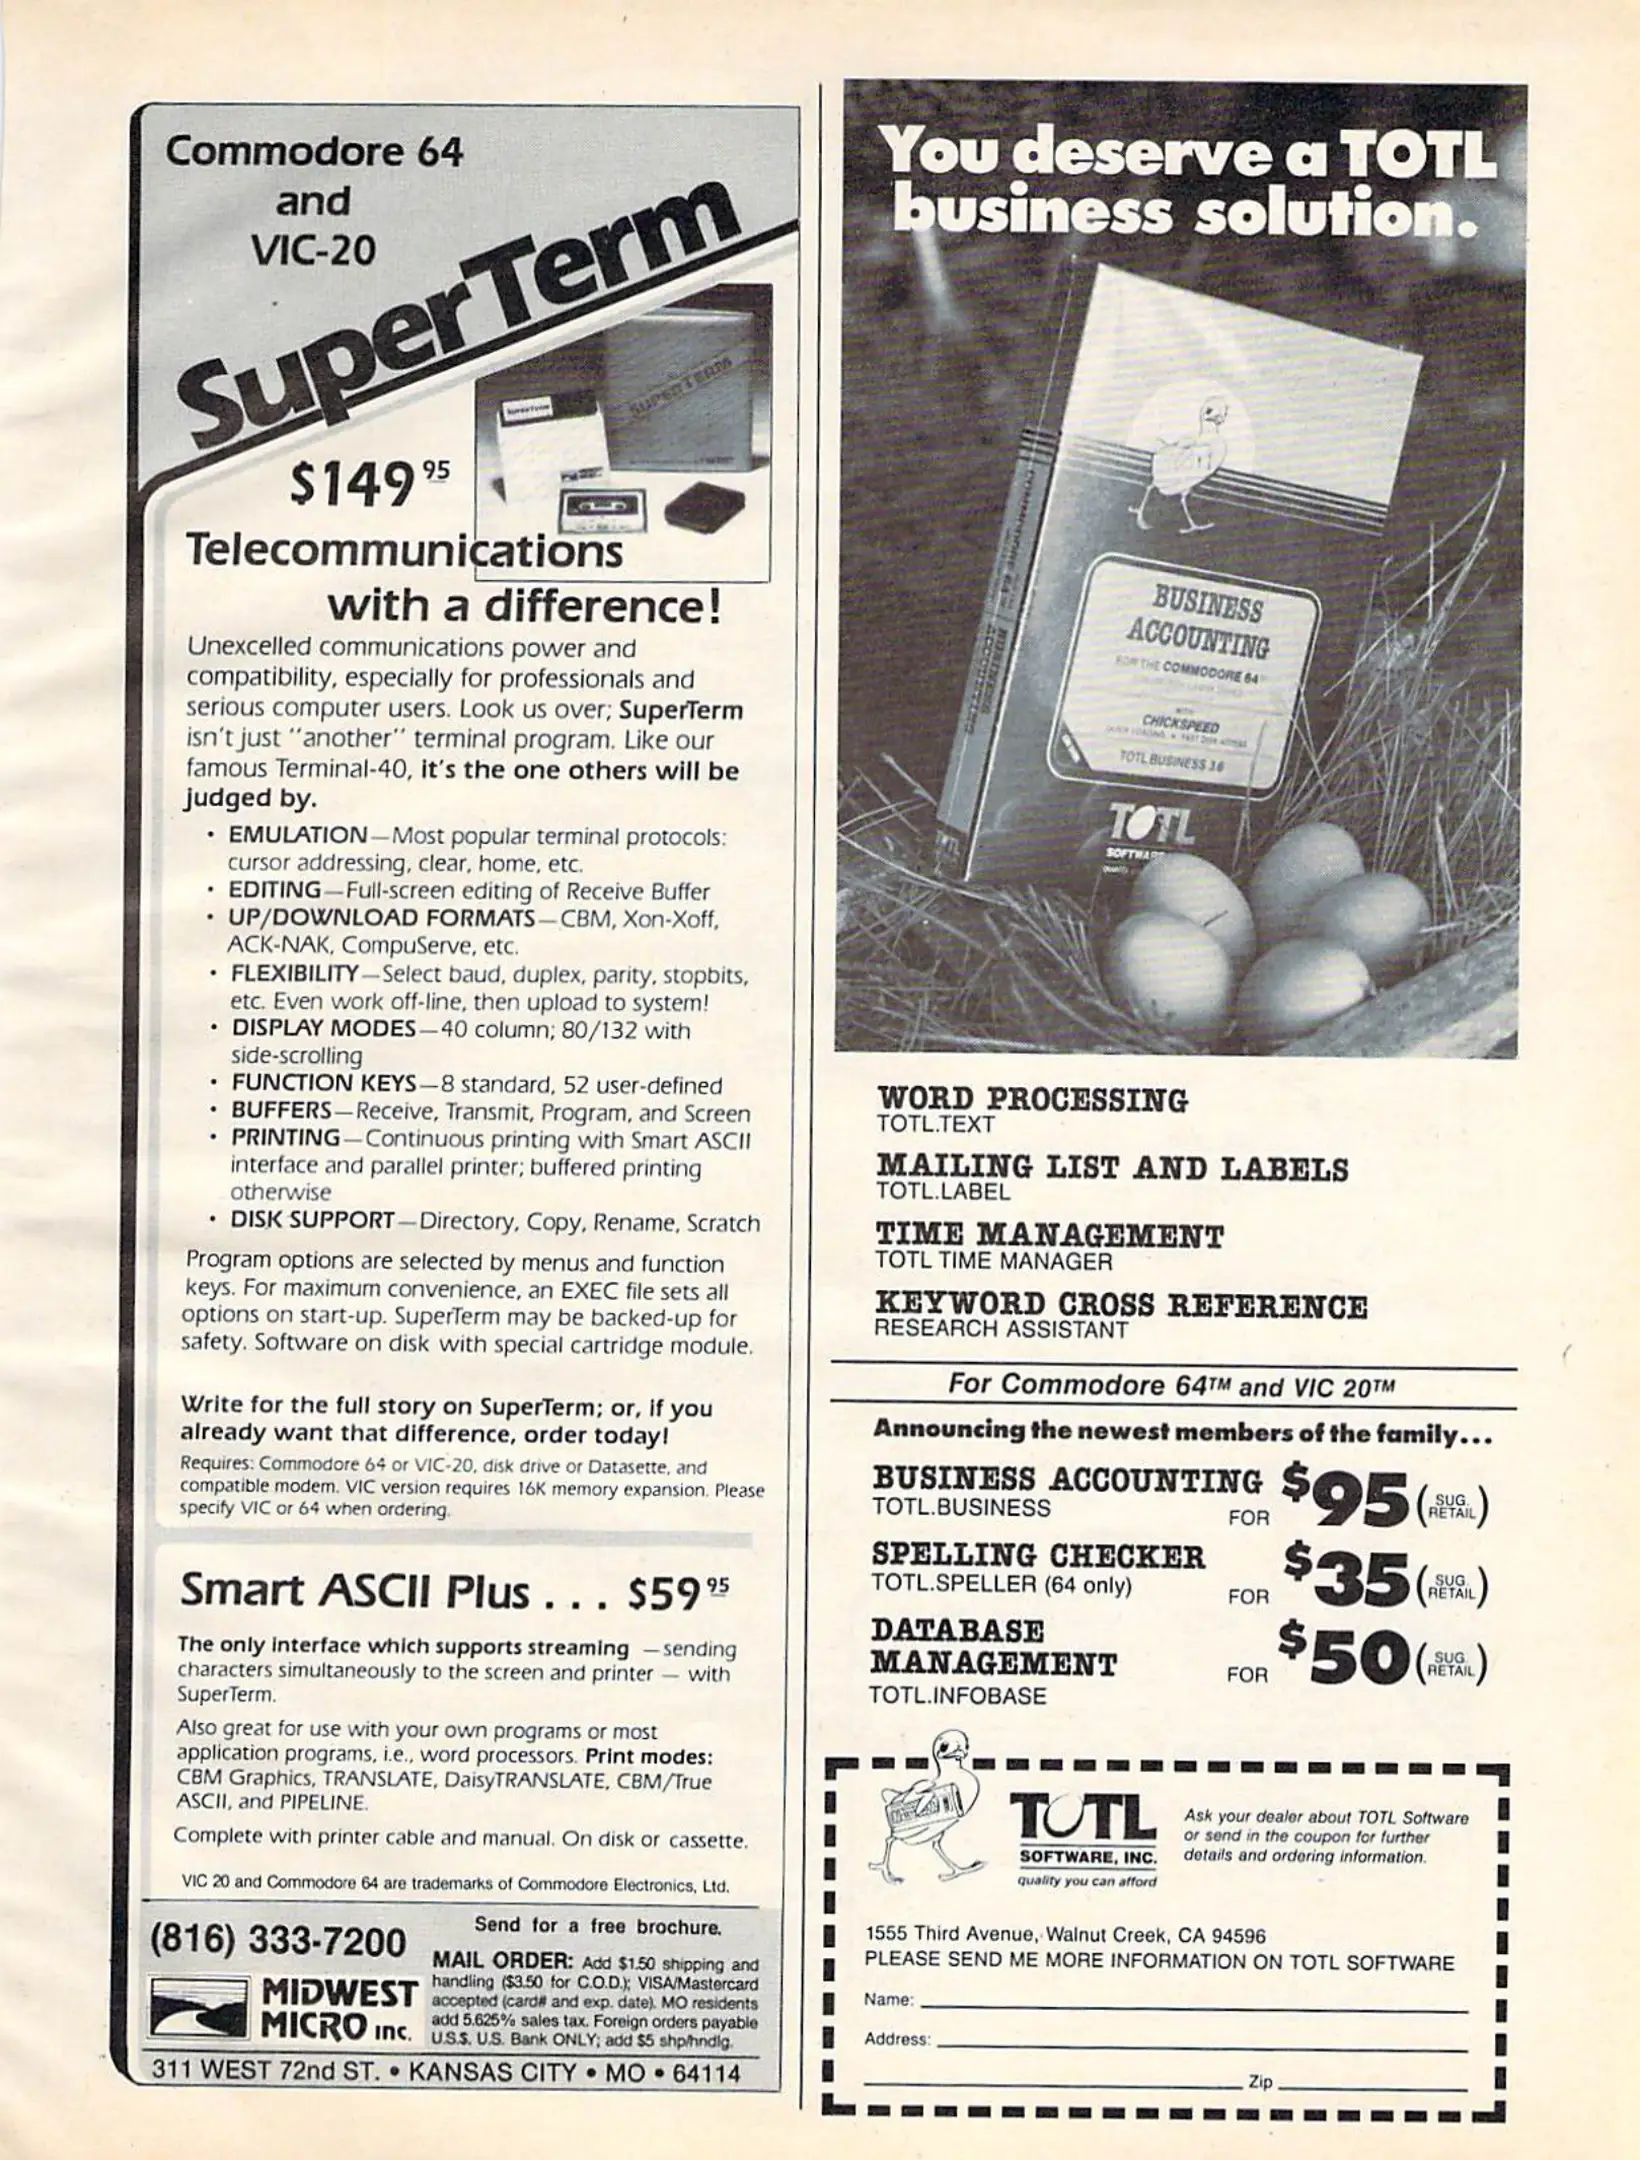 Commodore 64
and
VIC-20
SuperTerm
$149 95
Telecommunications
with a difference!
Unexcelled communications power and
compatibility, especially for professionals and
serious computer users. Look us over; SuperTerm
isn't just "another" terminal program. Like our
famous Terminal-40, it's the one others will be
judged by.
• EMULATION—Most popular terminal protocols:
cursor addressing, clear, home, etc.
• EDITING—Full-screen editing of Receive Buffer
• UP/DOWNLOAD FORMATS—CBM, Xon-Xoff,
ACK-NAK, CompuServe, etc.
• FLEXIBILITY—Select baud, duplex, parity, stopbits,
etc. Even work off-line, then upload to system!
• DISPLAY MODES—40 column; 80/132 with
side-scrolling
• FUNCTION KEYS—8 standard, 52 user-defined
• BUFFERS—Receive, Transmit, Program, and Screen
• PRINTING—Continuous printing with Smart ASCII
interface and parallel printer; buffered printing
otherwise
• DISK SUPPORT—Directory, Copy, Rename, Scratch
Program options are selected by menus and function
keys. For maximum convenience, an EXEC file sets all
options on start-up. SuperTerm may be backed-up for
safety. Software on disk with special cartridge module.
Write for the full story on SuperTerm; or, if you
already want that difference, order today!
Requires: Commodore 64 or VIC-20, disk drive or Datasette, and
compatible modem. VIC version requires 16K memory expansion. Please
specify VIC or 64 when ordering.
Smart ASCII Plus . . . $59 95
The only interface which supports streaming —sending
characters simultaneously to the screen and printer — with
SuperTerm.
Also great for use with your own programs or most
application programs, i.e., word processors. Print modes:
CBM Graphics, TRANSLATE, DaisyTRANSLATE, CBM/True
ASCII, and PIPELINE.
Complete with printer cable and manual. On disk or cassette.
VIC 20 and Commodore 64 are trademarks of Commodore Electronics, Ltd.
(816) 333-7200
MIDWEST
MICRO INC.
Send for a free brochure.
MAIL ORDER: Add $1.50 shipping and
handling ($3.50 for C.O.D.); VISA/Mastercard
accepted (card# and exp. date). MO residents
add 5.625% sales tax. Foreign orders payable
U.S.$. U.S. Bank ONLY; add $5 shp/hndlg.
311 WEST 72nd ST. • KANSAS CITY • MO • 64114
You deserve a TOTL
business solution.
BUSINESS
ACCOUNTING
FOR THE COMMODORE 64
WITH
CHICKSPEED
TOTL.BUSINESS 3.6
TOTL
SOFTWARE
WORD PROCESSING
TOTL.TEXT
MAILING LIST AND LABELS
TOTL.LABEL
TIME MANAGEMENT
TOTL TIME MANAGER
KEYWORD CROSS REFERENCE
RESEARCH ASSISTANT
For Commodore 64™ and VIC 20™
Announcing the newest members of the family...
BUSINESS ACCOUNTING
TOTL.BUSINESS FOR $95 (SUG. RETAIL)
SPELLING CHECKER
TOTL.SPELLER (64 only) FOR $35 (SUG. RETAIL)
DATABASE
MANAGEMENT FOR $50 (SUG. RETAIL)
TOTL.INFOBASE
TOTL
SOFTWARE, INC.
quality you can afford
Ask your dealer about TOTL Software
or send in the coupon for further
details and ordering information.
1555 Third Avenue, Walnut Creek, CA 94596
PLEASE SEND ME MORE INFORMATION ON TOTL SOFTWARE
Name:
Address:
Zip